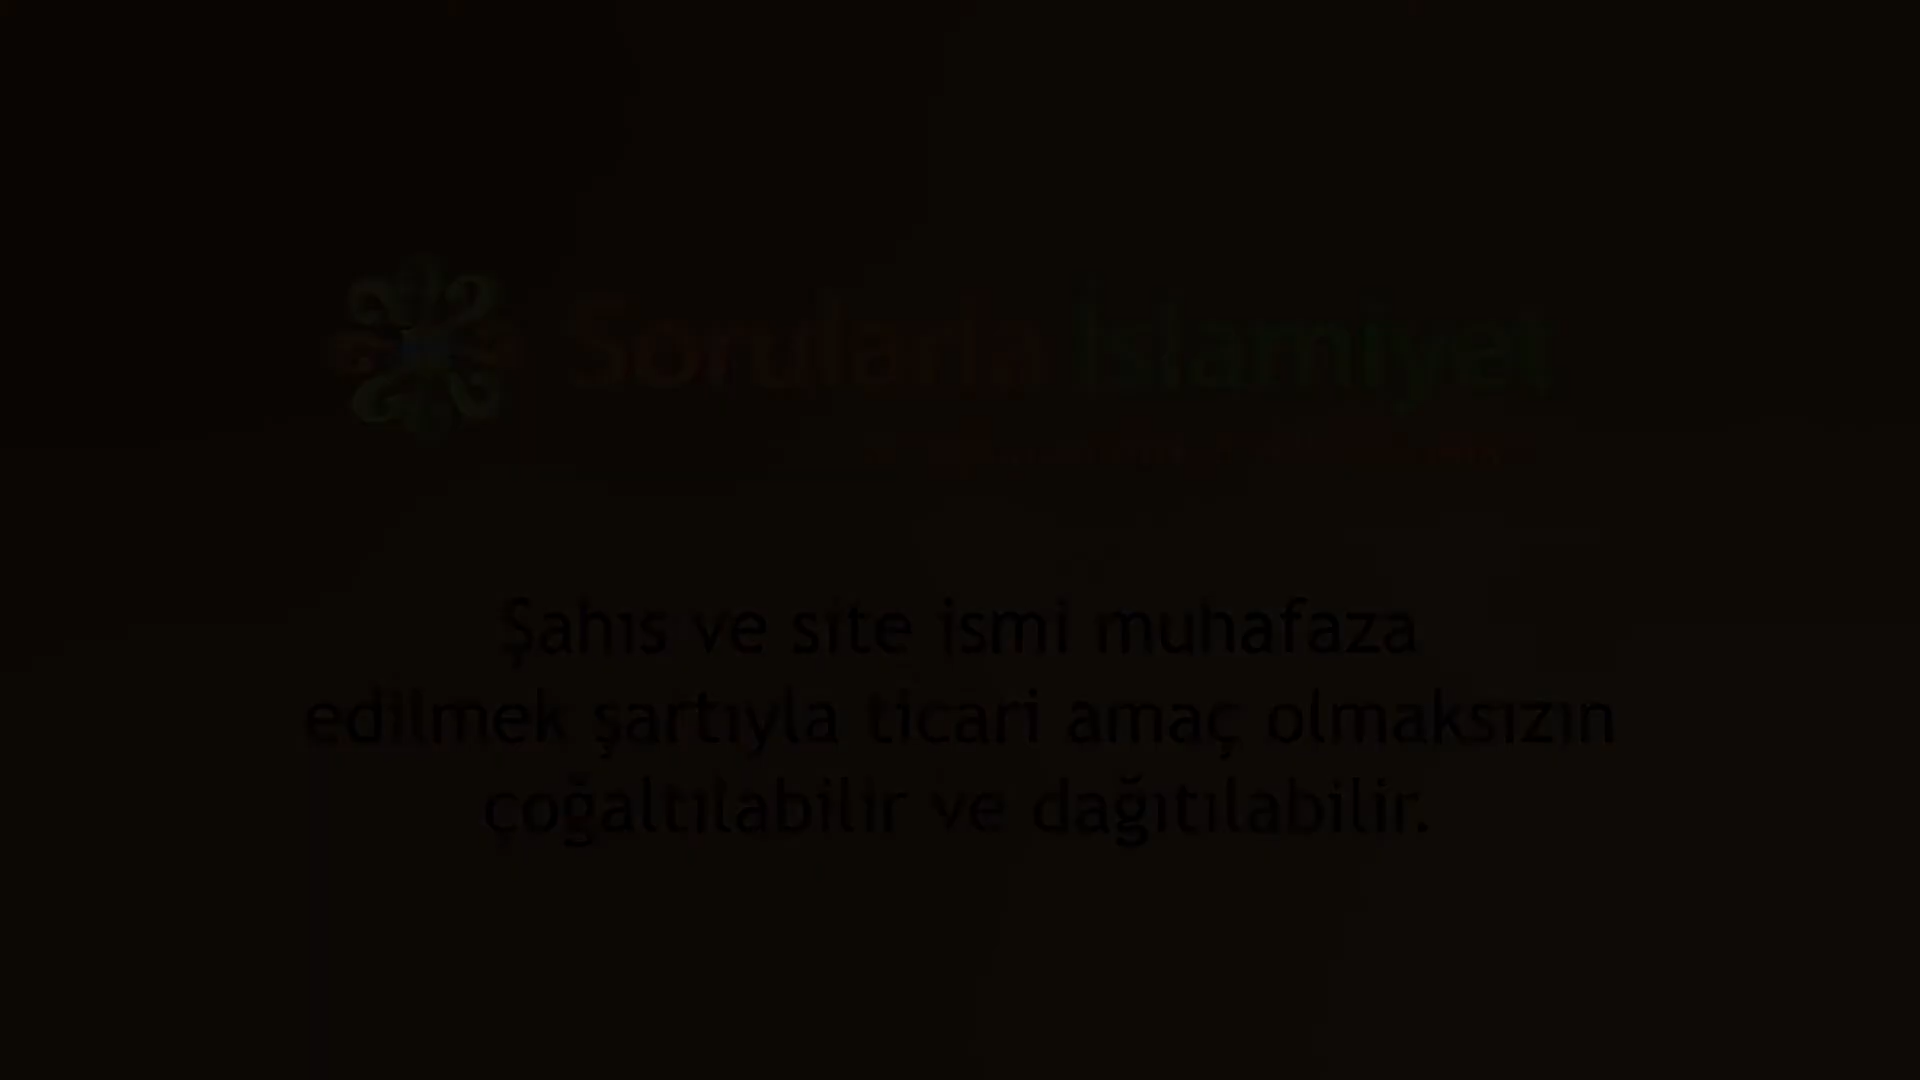 Sorularla İslamiyet
Şahıs ve site ismi muhafaza
edilmek şartıyla ticari amaç olmaksızın
çoğaltılabilir ve dağıtılabilir.